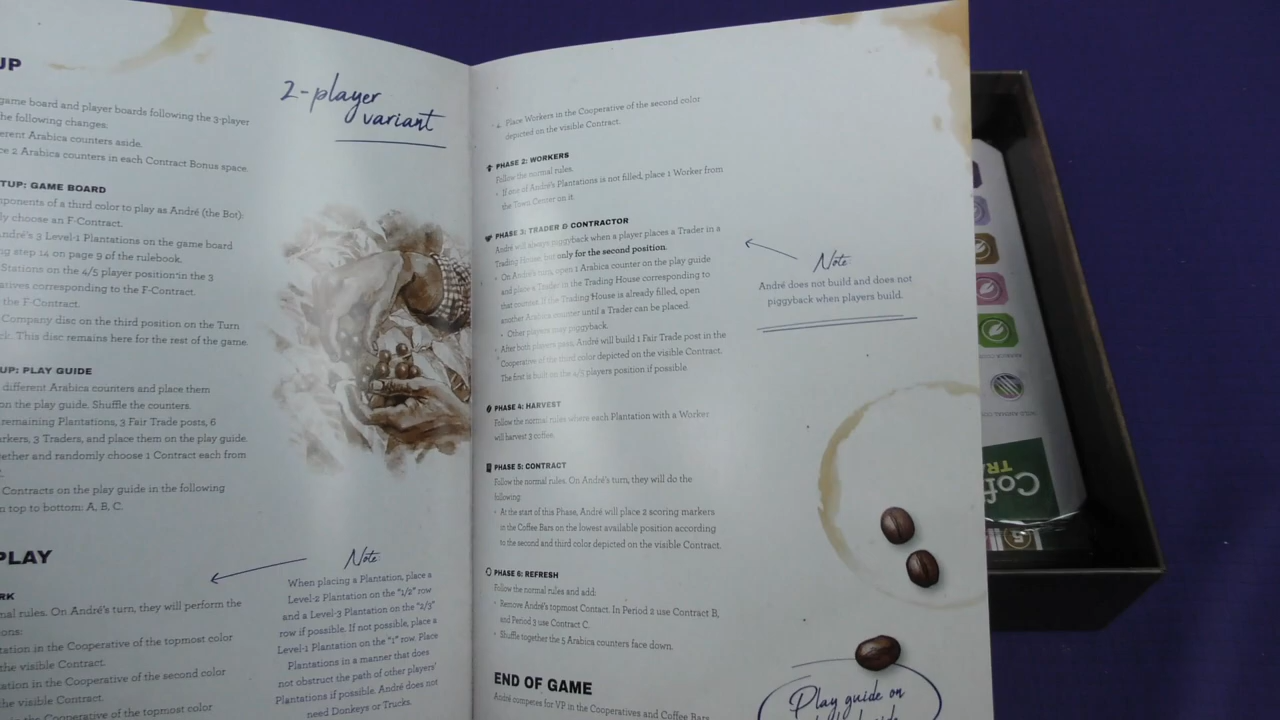 UP
game board and player boards following the 3-player
he following changes.
erent Arabica counters aside.
ce 2 Arabica counters in each Contract Bonus space.
TUP: GAME BOARD
mponents of a third color to play as André (the Bot):
ly choose an F-Contract.
André's 3 Level-1 Plantations on the game board
ng step 14 on page 9 of the rulebook.
Stations on the 4/5 player position in the 3
atives corresponding to the F-Contract.
the F-Contract.
Company disc on the third position on the Turn
ck. This disc remains here for the rest of the game.
UP: PLAY GUIDE
different Arabica counters and place them
on the play guide. Shuffle the counters.
remaining Plantations, 3 Fair Trade posts, 6
rkers, 3 Traders, and place them on the play guide.
gether and randomly choose 1 Contract each from
Contracts on the play guide in the following
m top to bottom: A, B, C.
PLAY
RK
mal rules. On André's turn, they will perform the
ons:
tation in the Cooperative of the topmost color
the visible Contract.
tation in the Cooperative of the second color
the visible Contract.
n the Cooperative of the topmost color
2-player
variant
Note
When placing a Plantation, place a
Level-2 Plantation on the "1/2" row
and a Level-3 Plantation on the "2/3"
row if possible. If not possible, place a
Level-1 Plantation on the "1" row. Place
Plantations in a manner that does
not obstruct the path of other players'
Plantations if possible. André does not
need Donkeys or Trucks.
4. Place Workers in the Cooperative of the second color
depicted on the visible Contract.
PHASE 2: WORKERS
Follow the normal rules.
• If one of André's Plantations is not filled, place 1 Worker from
the Town Center on it.
PHASE 3: TRADER & CONTRACTOR
André will always piggyback when a player places a Trader in a
Trading House, but only for the second position.
• On André's turn, open 1 Arabica counter on the play guide
and place a Trader in the Trading House corresponding to
that counter. If the Trading House is already filled, open
another Arabica counter until a Trader can be placed.
• Other players may piggyback.
• After both players pass, André will build 1 Fair Trade post in the
Cooperative of the third color depicted on the visible Contract.
The first is built on the 4/5 players position if possible.
PHASE 4: HARVEST
Follow the normal rules where each Plantation with a Worker
will harvest 3 coffee.
PHASE 5: CONTRACT
Follow the normal rules. On André's turn, they will do the
following:
• At the start of this Phase, André will place 2 scoring markers
in the Coffee Bars on the lowest available position according
to the second and third color depicted on the visible Contract.
PHASE 6: REFRESH
Follow the normal rules and add:
• Remove André's topmost Contact. In Period 2 use Contract B,
and Period 3 use Contract C.
• Shuffle together the 5 Arabica counters face down.
END OF GAME
André competes for VP in the Cooperatives and Coffee Bars
Note
André does not build and does not
piggyback when players build.
Play guide on
Cof
TRA